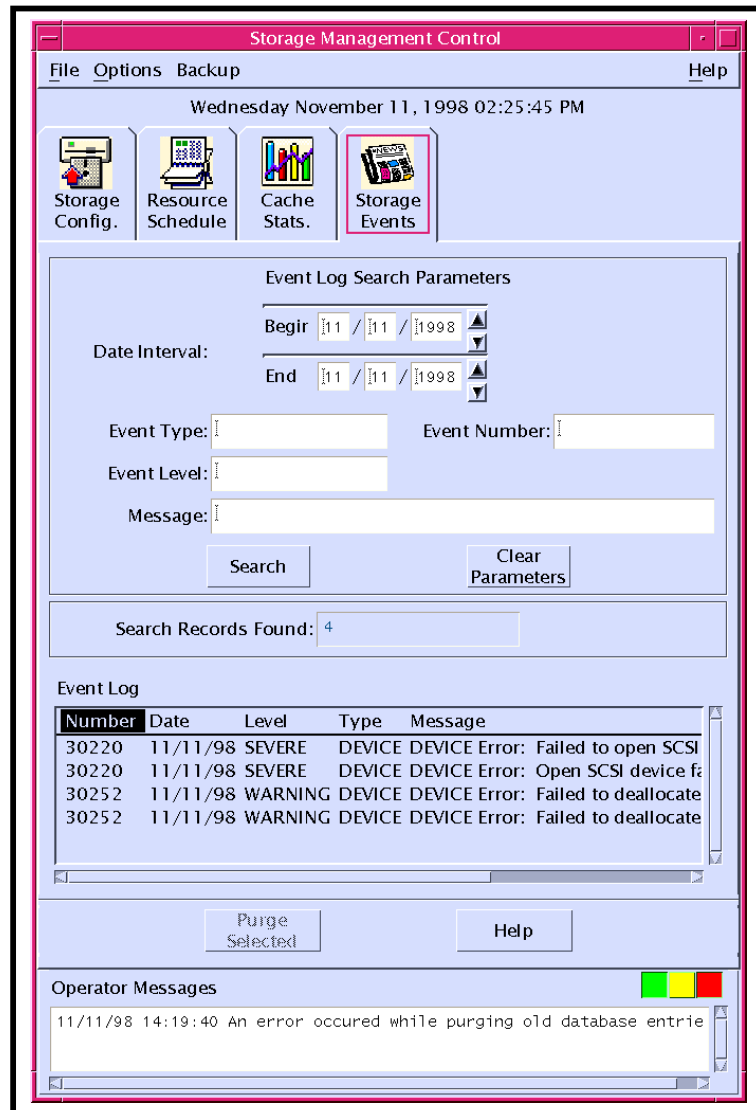 Storage Management Control
File Options Backup Help
Wednesday November 11, 1998 02:25:45 PM
Storage Config.
Resource Schedule
Cache Stats.
Storage Events
Event Log Search Parameters
Date Interval:
Begir 11 / 11 / 1998
End 11 / 11 / 1998
Event Type: Event Number:
Event Level:
Message:
Search Clear Parameters
Search Records Found: 4
Event Log
Number Date Level Type Message
30220 11/11/98 SEVERE DEVICE DEVICE Error: Failed to open SCSI
30220 11/11/98 SEVERE DEVICE DEVICE Error: Open SCSI device fa
30252 11/11/98 WARNING DEVICE DEVICE Error: Failed to deallocate
30252 11/11/98 WARNING DEVICE DEVICE Error: Failed to deallocate
Purge Selected Help
Operator Messages
11/11/98 14:19:40 An error occured while purging old database entrie